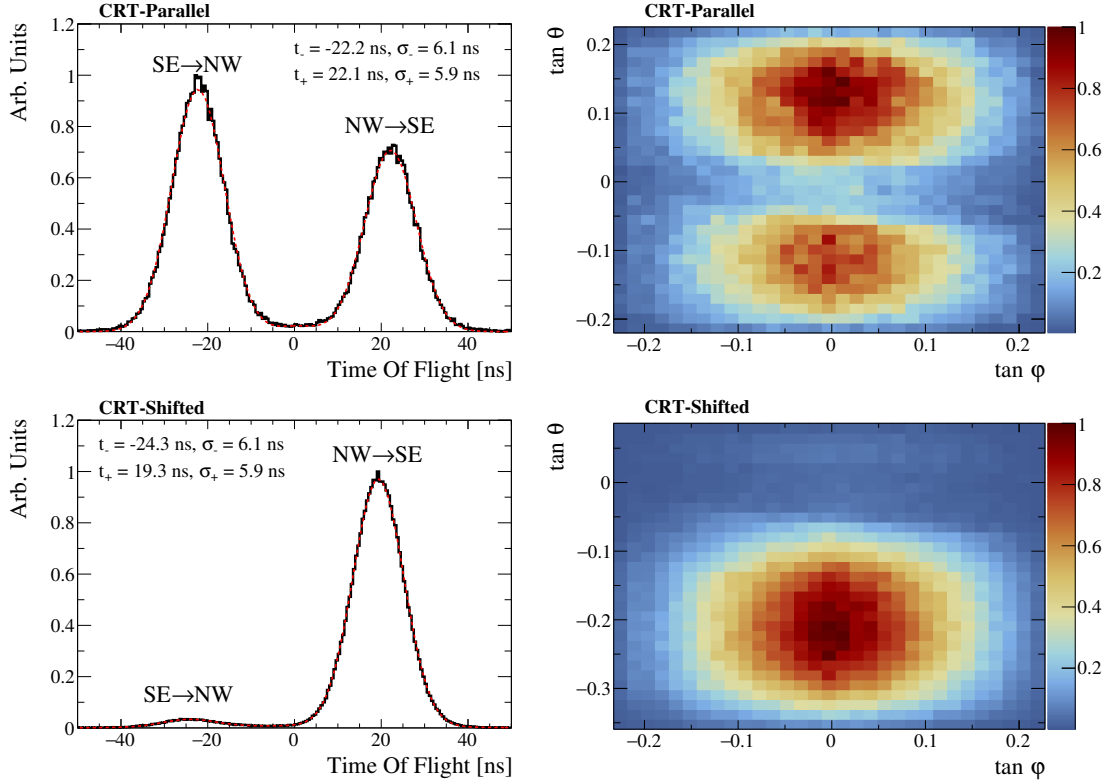 CRT-Parallel
Arb. Units
1.2
1
0.8
0.6
0.4
0.2
0
t₋ = -22.2 ns, σ₋ = 6.1 ns
t₊ = 22.1 ns, σ₊ = 5.9 ns
SE→NW
NW→SE
−40 −20 0 20 40
Time Of Flight [ns]
CRT-Parallel
tan θ
0.2
0.1
0
−0.1
−0.2
−0.2 −0.1 0 0.1 0.2
tan φ
1
0.8
0.6
0.4
0.2
CRT-Shifted
Arb. Units
1.2
1
0.8
0.6
0.4
0.2
0
t₋ = -24.3 ns, σ₋ = 6.1 ns
t₊ = 19.3 ns, σ₊ = 5.9 ns
NW→SE
SE→NW
−40 −20 0 20 40
Time Of Flight [ns]
CRT-Shifted
tan θ
0
−0.1
−0.2
−0.3
−0.2 −0.1 0 0.1 0.2
tan φ
1
0.8
0.6
0.4
0.2